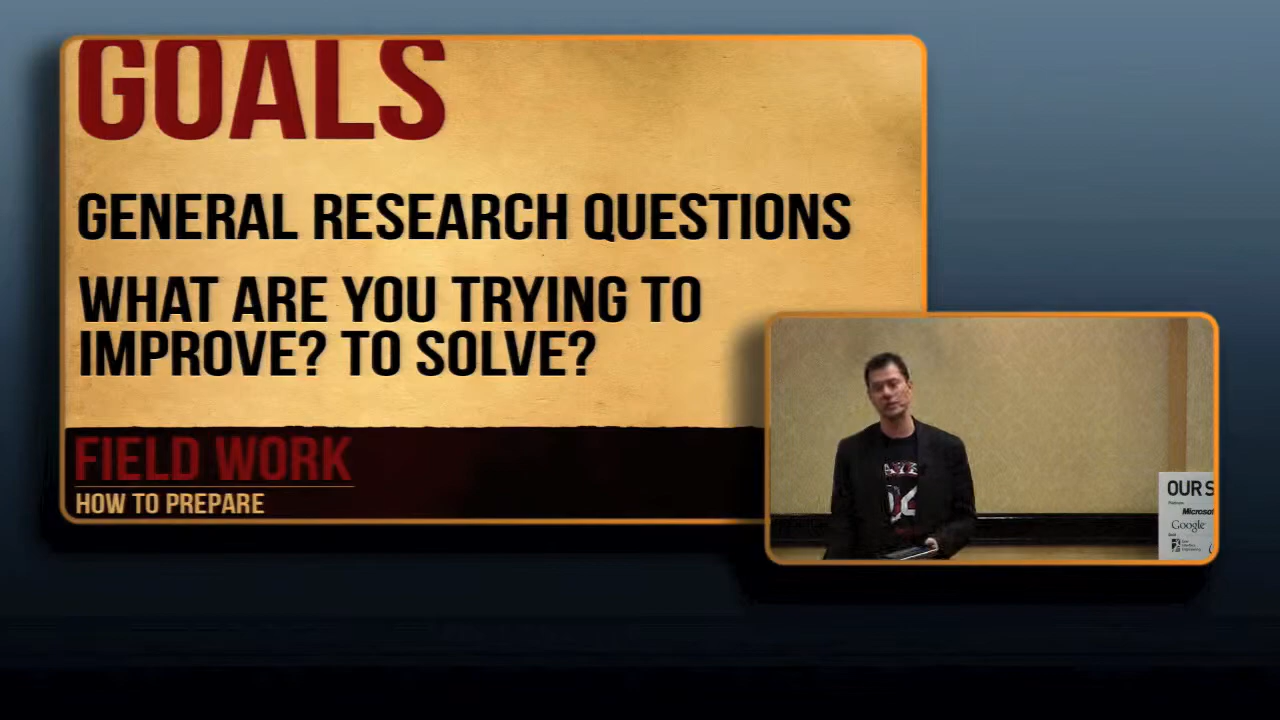 GOALS
GENERAL RESEARCH QUESTIONS
WHAT ARE YOU TRYING TO
IMPROVE? TO SOLVE?
FIELD WORK
HOW TO PREPARE
OUR S
Microsof
Google